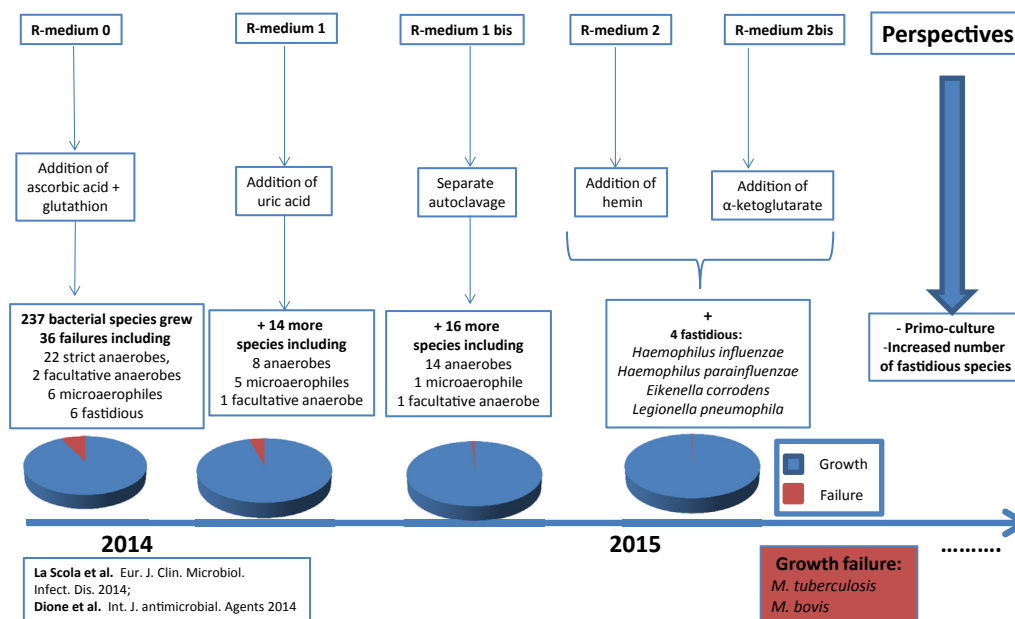 R-medium 0
R-medium 1
R-medium 1 bis
R-medium 2
R-medium 2bis
Perspectives
Addition of
ascorbic acid +
glutathion
Addition of
uric acid
Separate
autoclavage
Addition of
hemin
Addition of
α-ketoglutarate
237 bacterial species grew
36 failures including
22 strict anaerobes,
2 facultative anaerobes
6 microaerophiles
6 fastidious
+ 14 more
species including
8 anaerobes
5 microaerophiles
1 facultative anaerobe
+ 16 more
species including
14 anaerobes
1 microaerophile
1 facultative anaerobe
+
4 fastidious:
Haemophilus influenzae
Haemophilus parainfluenzae
Eikenella corrodens
Legionella pneumophila
- Primo-culture
-Increased number
of fastidious species
Growth
Failure
2014
2015
……….
La Scola et al. Eur. J. Clin. Microbiol.
Infect. Dis. 2014;
Dione et al. Int. J. antimicrobial. Agents 2014
Growth failure:
M. tuberculosis
M. bovis